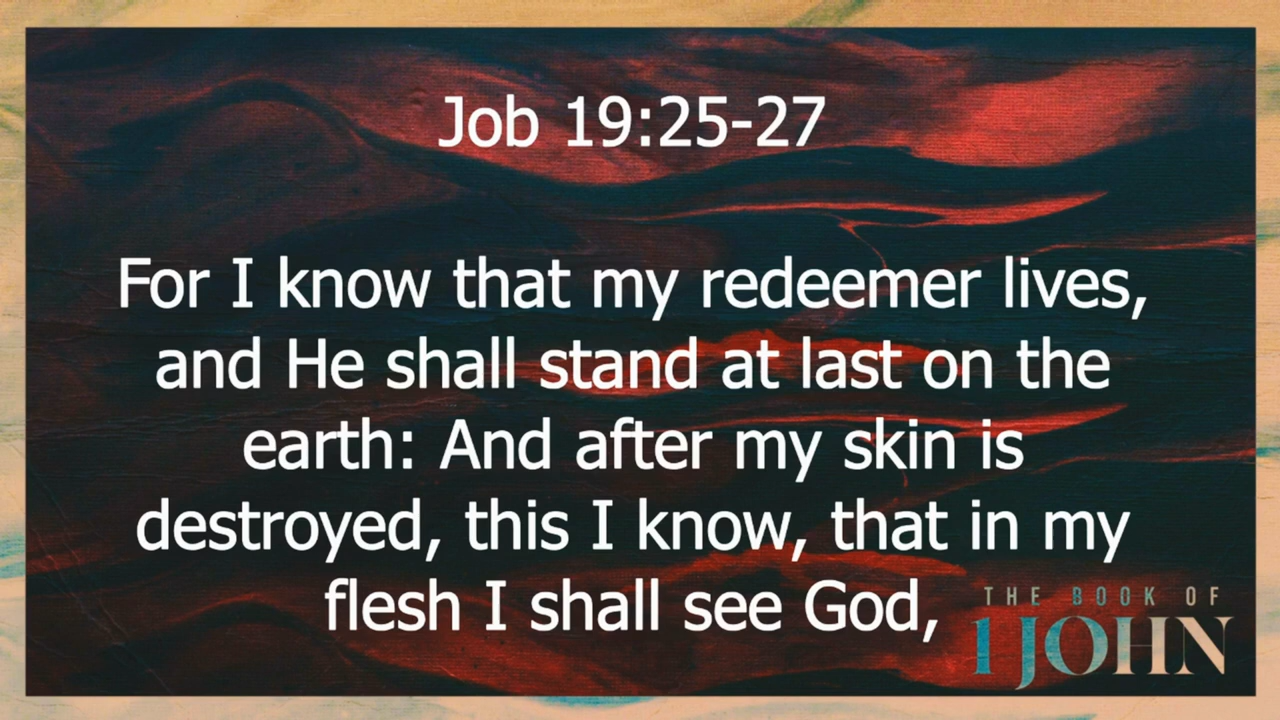 Job 19:25-27
For I know that my redeemer lives,
and He shall stand at last on the
earth: And after my skin is
destroyed, this I know, that in my
flesh I shall see God,
THE BOOK OF
1 JOHN